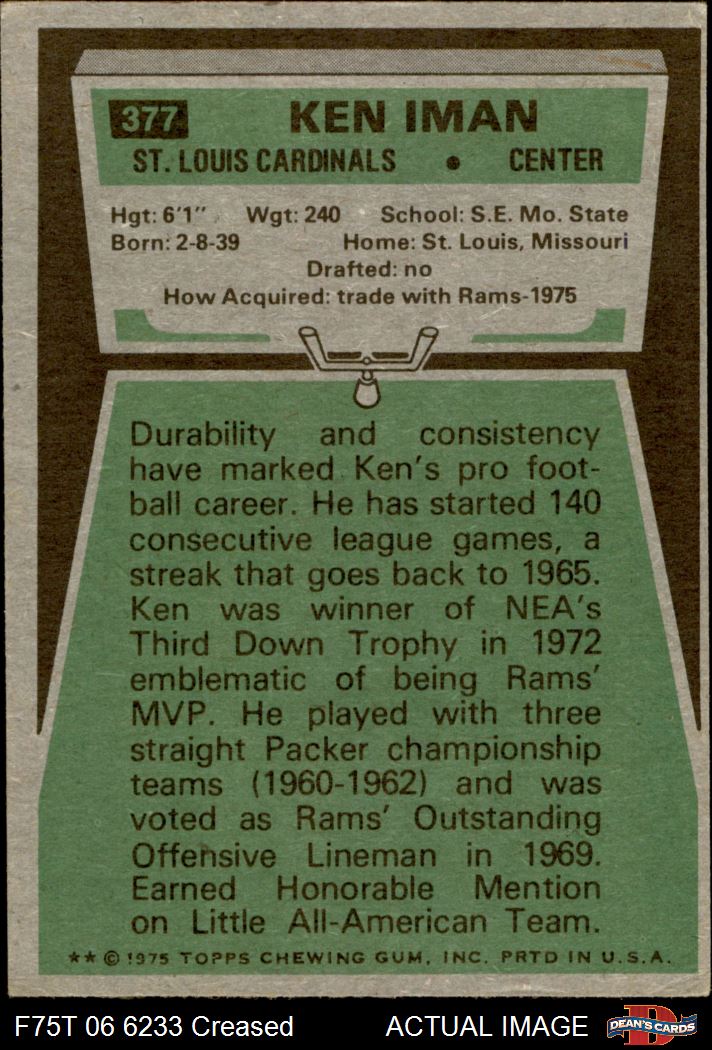 377 KEN IMAN
ST. LOUIS CARDINALS • CENTER
Hgt: 6'1" Wgt: 240 School: S.E. Mo. State
Born: 2-8-39 Home: St. Louis, Missouri
Drafted: no
How Acquired: trade with Rams-1975
Durability and consistency
have marked Ken's pro foot-
ball career. He has started 140
consecutive league games, a
streak that goes back to 1965.
Ken was winner of NEA's
Third Down Trophy in 1972
emblematic of being Rams'
MVP. He played with three
straight Packer championship
teams (1960-1962) and was
voted as Rams' Outstanding
Offensive Lineman in 1969.
Earned Honorable Mention
on Little All-American Team.
** © 1975 TOPPS CHEWING GUM, INC. PRTD IN U.S.A.
F75T 06 6233 Creased ACTUAL IMAGE D DEAN'S CARDS